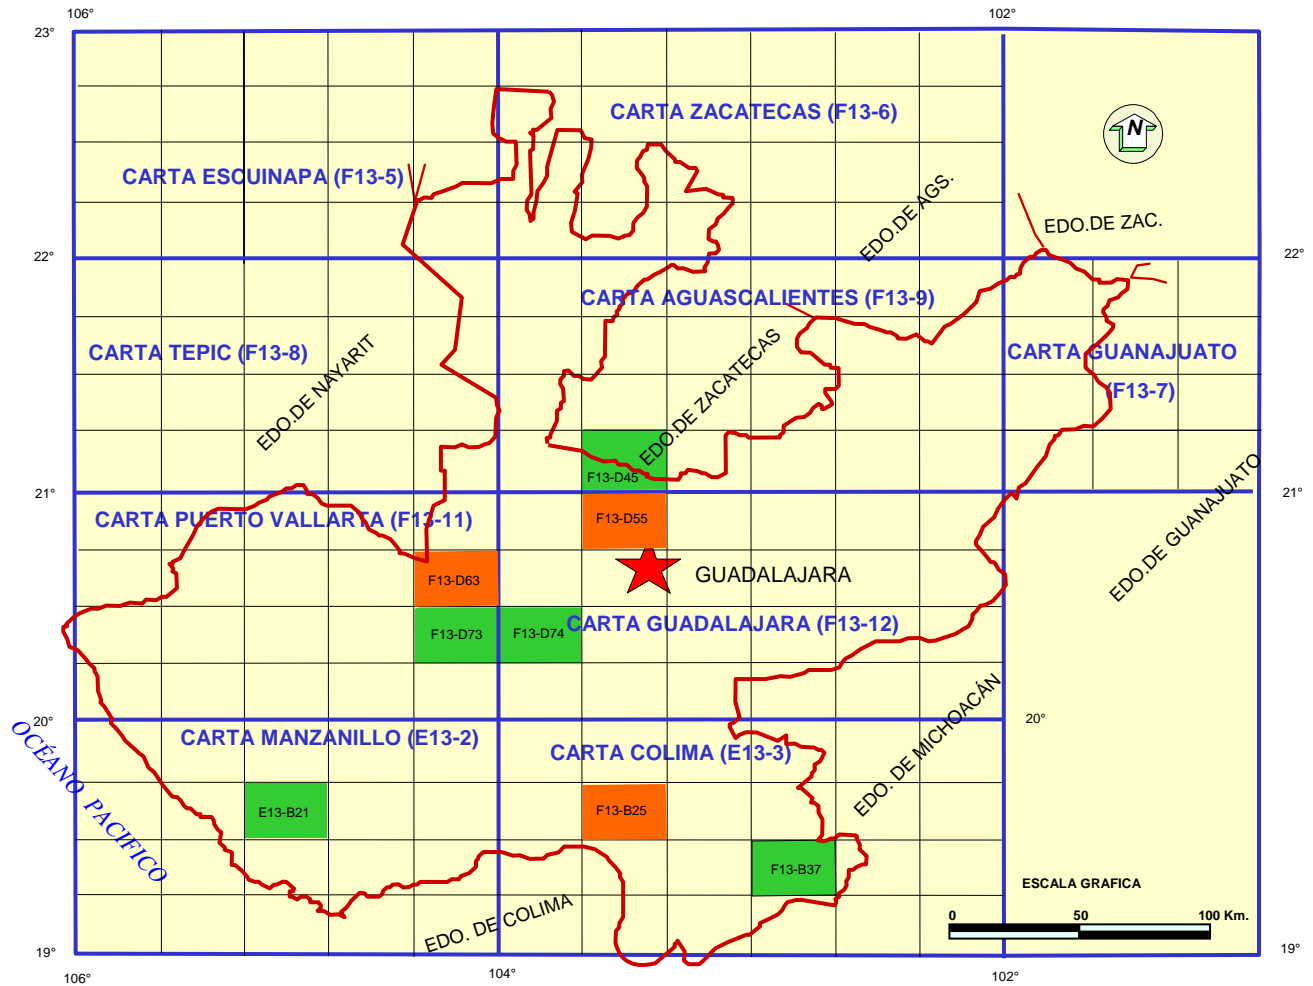 106°
102°
23°
CARTA ZACATECAS (F13-6)
N
CARTA ESCUINAPA (F13-5)
EDO.DE AGS.
EDO.DE ZAC.
22°
22°
CARTA AGUASCALIENTES (F13-9)
CARTA TEPIC (F13-8)
EDO.DE NAYARIT
EDO.DE ZACATECAS
CARTA GUANAJUATO
(F13-7)
F13-D45
21°
21°
CARTA PUERTO VALLARTA (F13-11)
F13-D55
EDO.DE GUANAJUATO
F13-D63
GUADALAJARA
F13-D73
F13-D74
CARTA GUADALAJARA (F13-12)
20°
OCÉANO PACIFICO
CARTA MANZANILLO (E13-2)
CARTA COLIMA (E13-3)
EDO. DE MICHOACÁN
E13-B21
F13-B25
F13-B37
ESCALA GRAFICA
EDO. DE COLIMA
0
50
100 Km.
19°
19°
106°
104°
102°